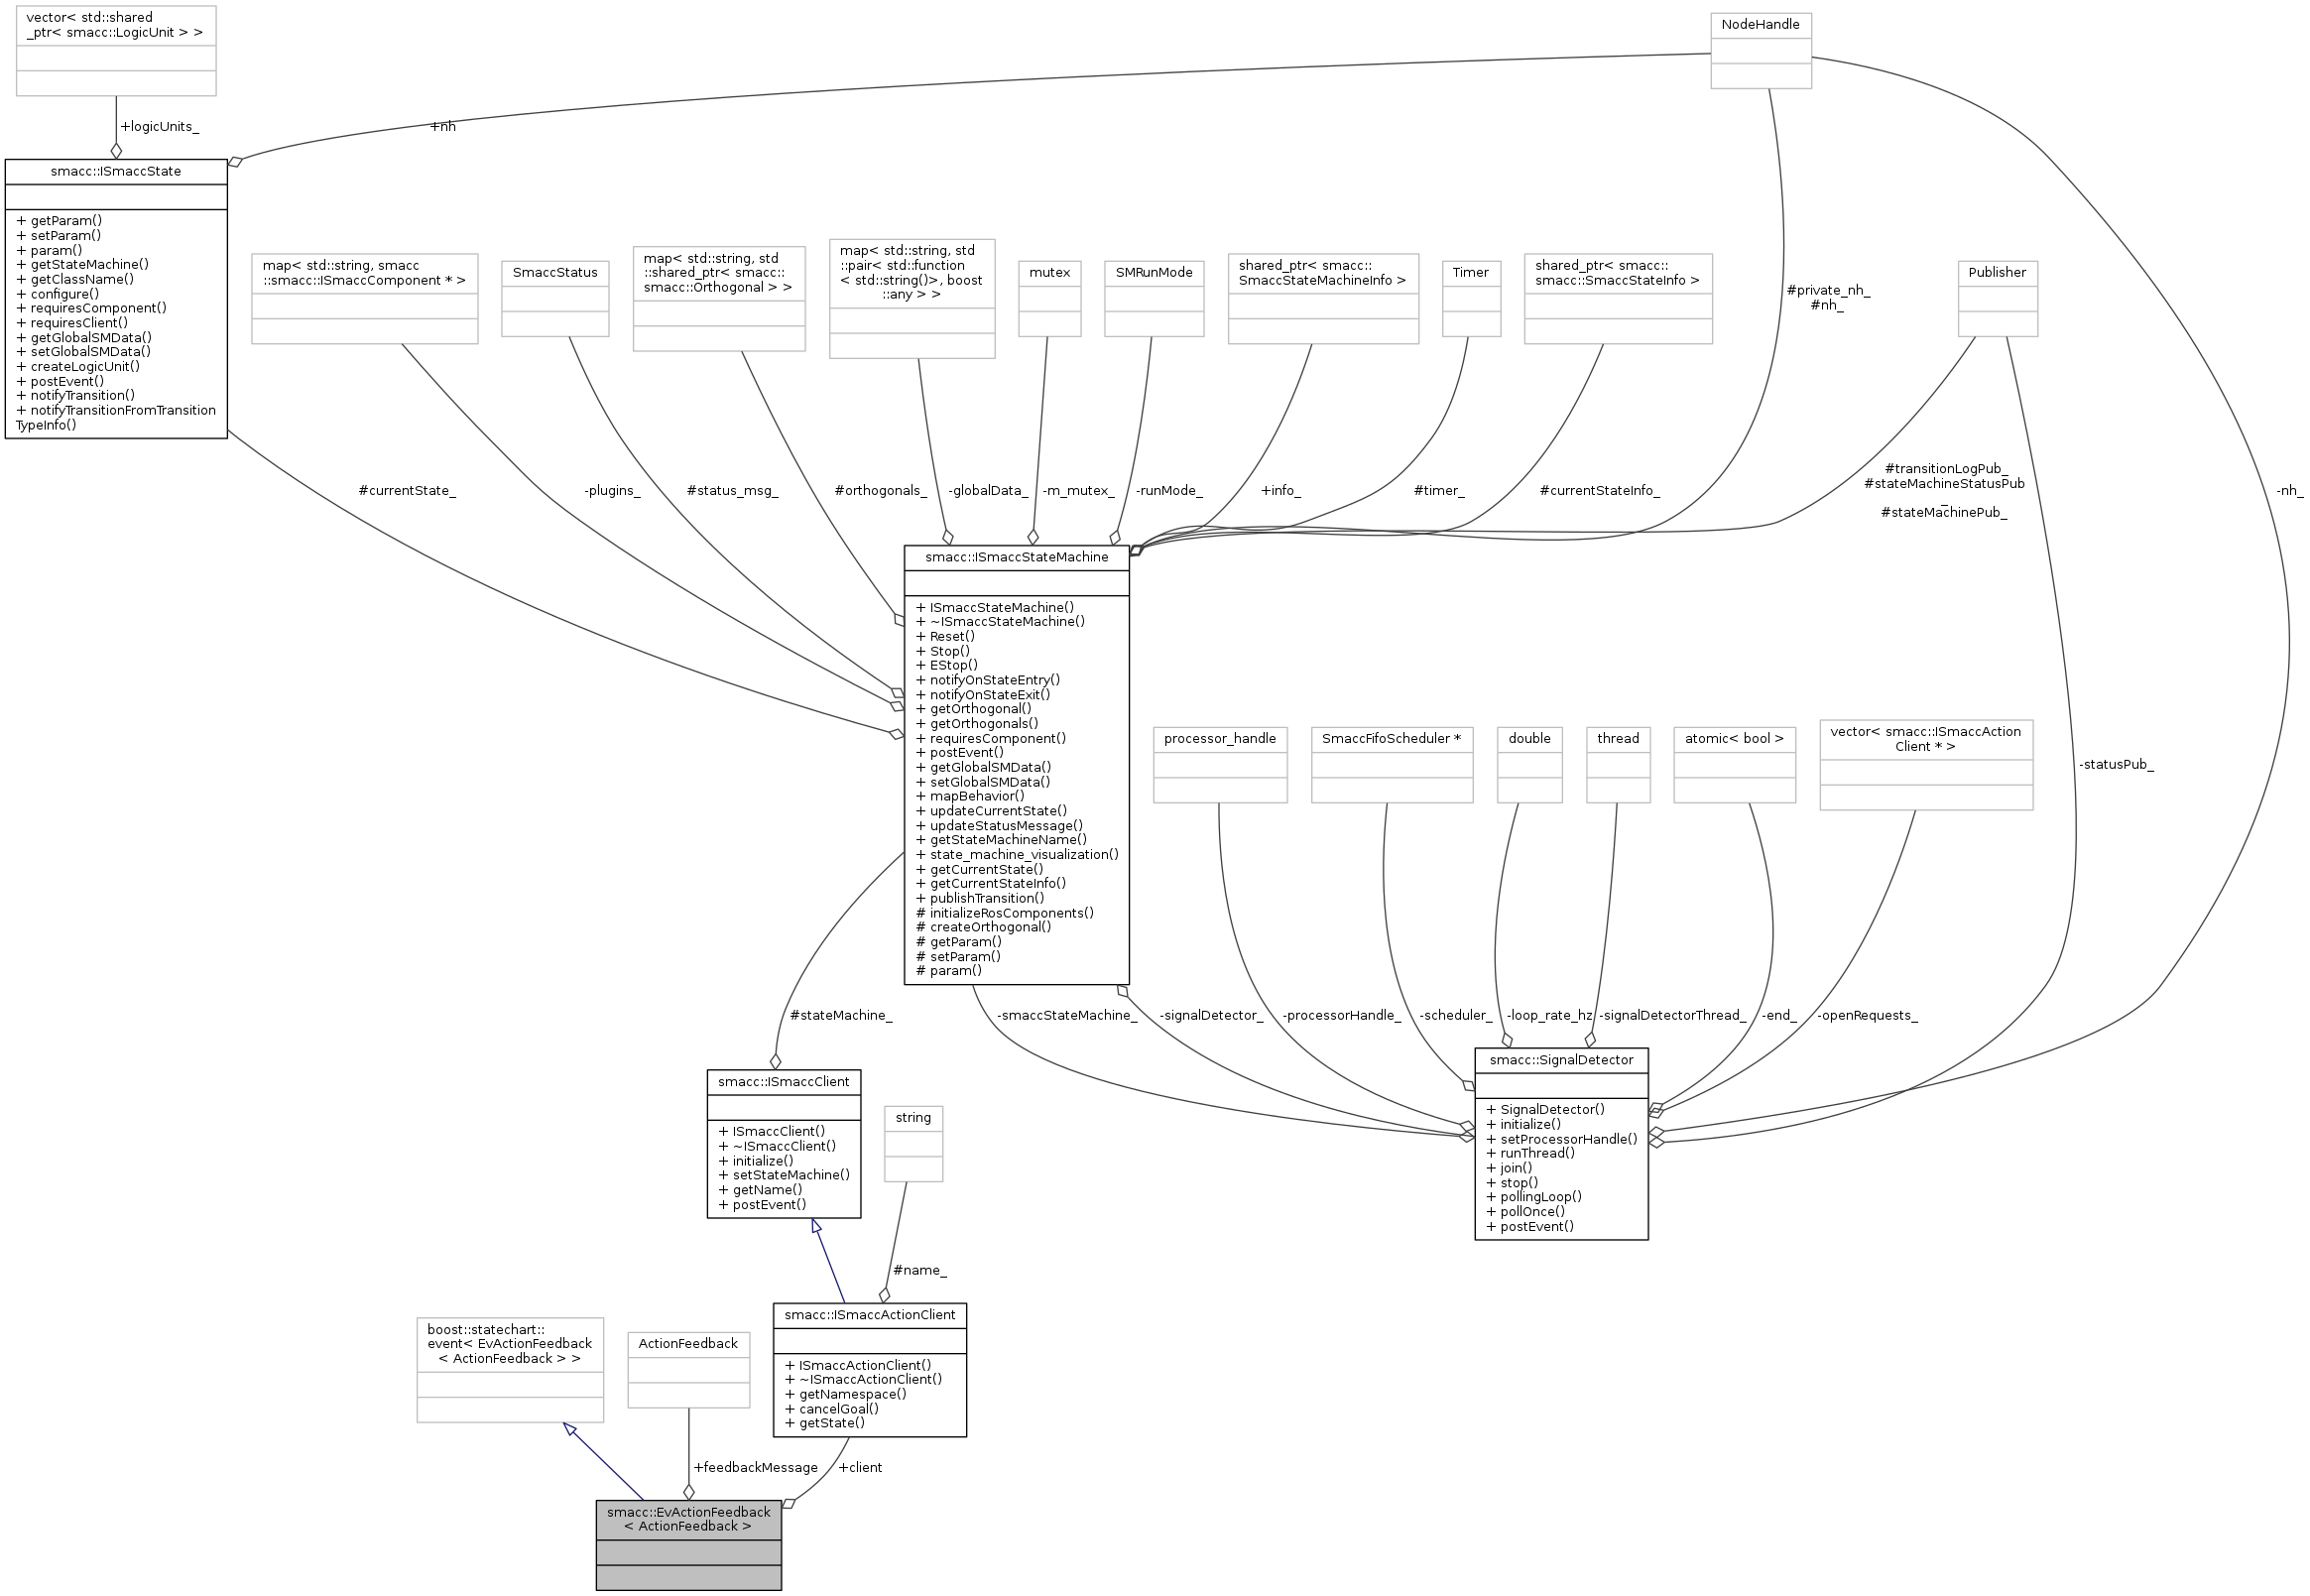 vector< std::shared
_ptr< smacc::LogicUnit > >
NodeHandle
+logicUnits_
+nh
smacc::ISmaccState
+ getParam()
+ setParam()
+ param()
+ getStateMachine()
+ getClassName()
+ configure()
+ requiresComponent()
+ requiresClient()
+ getGlobalSMData()
+ setGlobalSMData()
+ createLogicUnit()
+ postEvent()
+ notifyTransition()
+ notifyTransitionFromTransition
TypeInfo()
map< std::string, smacc
::smacc::ISmaccComponent * >
SmaccStatus
map< std::string, std
::shared_ptr< smacc::
smacc::Orthogonal > >
map< std::string, std
::pair< std::function
< std::string()>, boost
::any > >
mutex
SMRunMode
shared_ptr< smacc::
SmaccStateMachineInfo >
Timer
shared_ptr< smacc::
smacc::SmaccStateInfo >
#private_nh_
#nh_
Publisher
#currentState_
-plugins_
#status_msg_
#orthogonals_
-globalData_
-m_mutex_
-runMode_
+info_
#timer_
#currentStateInfo_
#transitionLogPub_
#stateMachineStatusPub
_
#stateMachinePub_
-nh_
smacc::ISmaccStateMachine
+ ISmaccStateMachine()
+ ~ISmaccStateMachine()
+ Reset()
+ Stop()
+ EStop()
+ notifyOnStateEntry()
+ notifyOnStateExit()
+ getOrthogonal()
+ getOrthogonals()
+ requiresComponent()
+ postEvent()
+ getGlobalSMData()
+ setGlobalSMData()
+ mapBehavior()
+ updateCurrentState()
+ updateStatusMessage()
+ getStateMachineName()
+ state_machine_visualization()
+ getCurrentState()
+ getCurrentStateInfo()
+ publishTransition()
# initializeRosComponents()
# createOrthogonal()
# getParam()
# setParam()
# param()
processor_handle
SmaccFifoScheduler *
double
thread
atomic< bool >
vector< smacc::ISmaccAction
Client * >
-statusPub_
#stateMachine_
-smaccStateMachine_
-signalDetector_
-processorHandle_
-scheduler_
-loop_rate_hz
-signalDetectorThread_
-end_
-openRequests_
smacc::SignalDetector
+ SignalDetector()
+ initialize()
+ setProcessorHandle()
+ runThread()
+ join()
+ stop()
+ pollingLoop()
+ pollOnce()
+ postEvent()
smacc::ISmaccClient
+ ISmaccClient()
+ ~ISmaccClient()
+ initialize()
+ setStateMachine()
+ getName()
+ postEvent()
string
#name_
smacc::ISmaccActionClient
+ ISmaccActionClient()
+ ~ISmaccActionClient()
+ getNamespace()
+ cancelGoal()
+ getState()
boost::statechart::
event< EvActionFeedback
< ActionFeedback > >
ActionFeedback
+feedbackMessage
+client
smacc::EvActionFeedback
< ActionFeedback >